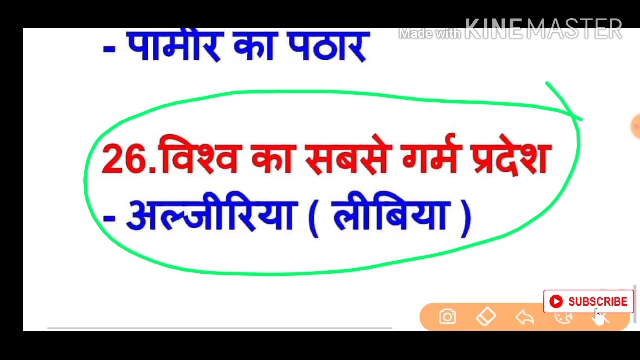 Made with KINEMASTER
- पामीर का पठार
26.विश्व का सबसे गर्म प्रदेश
- अल्जीरिया ( लीबिया )
SUBSCRIBE